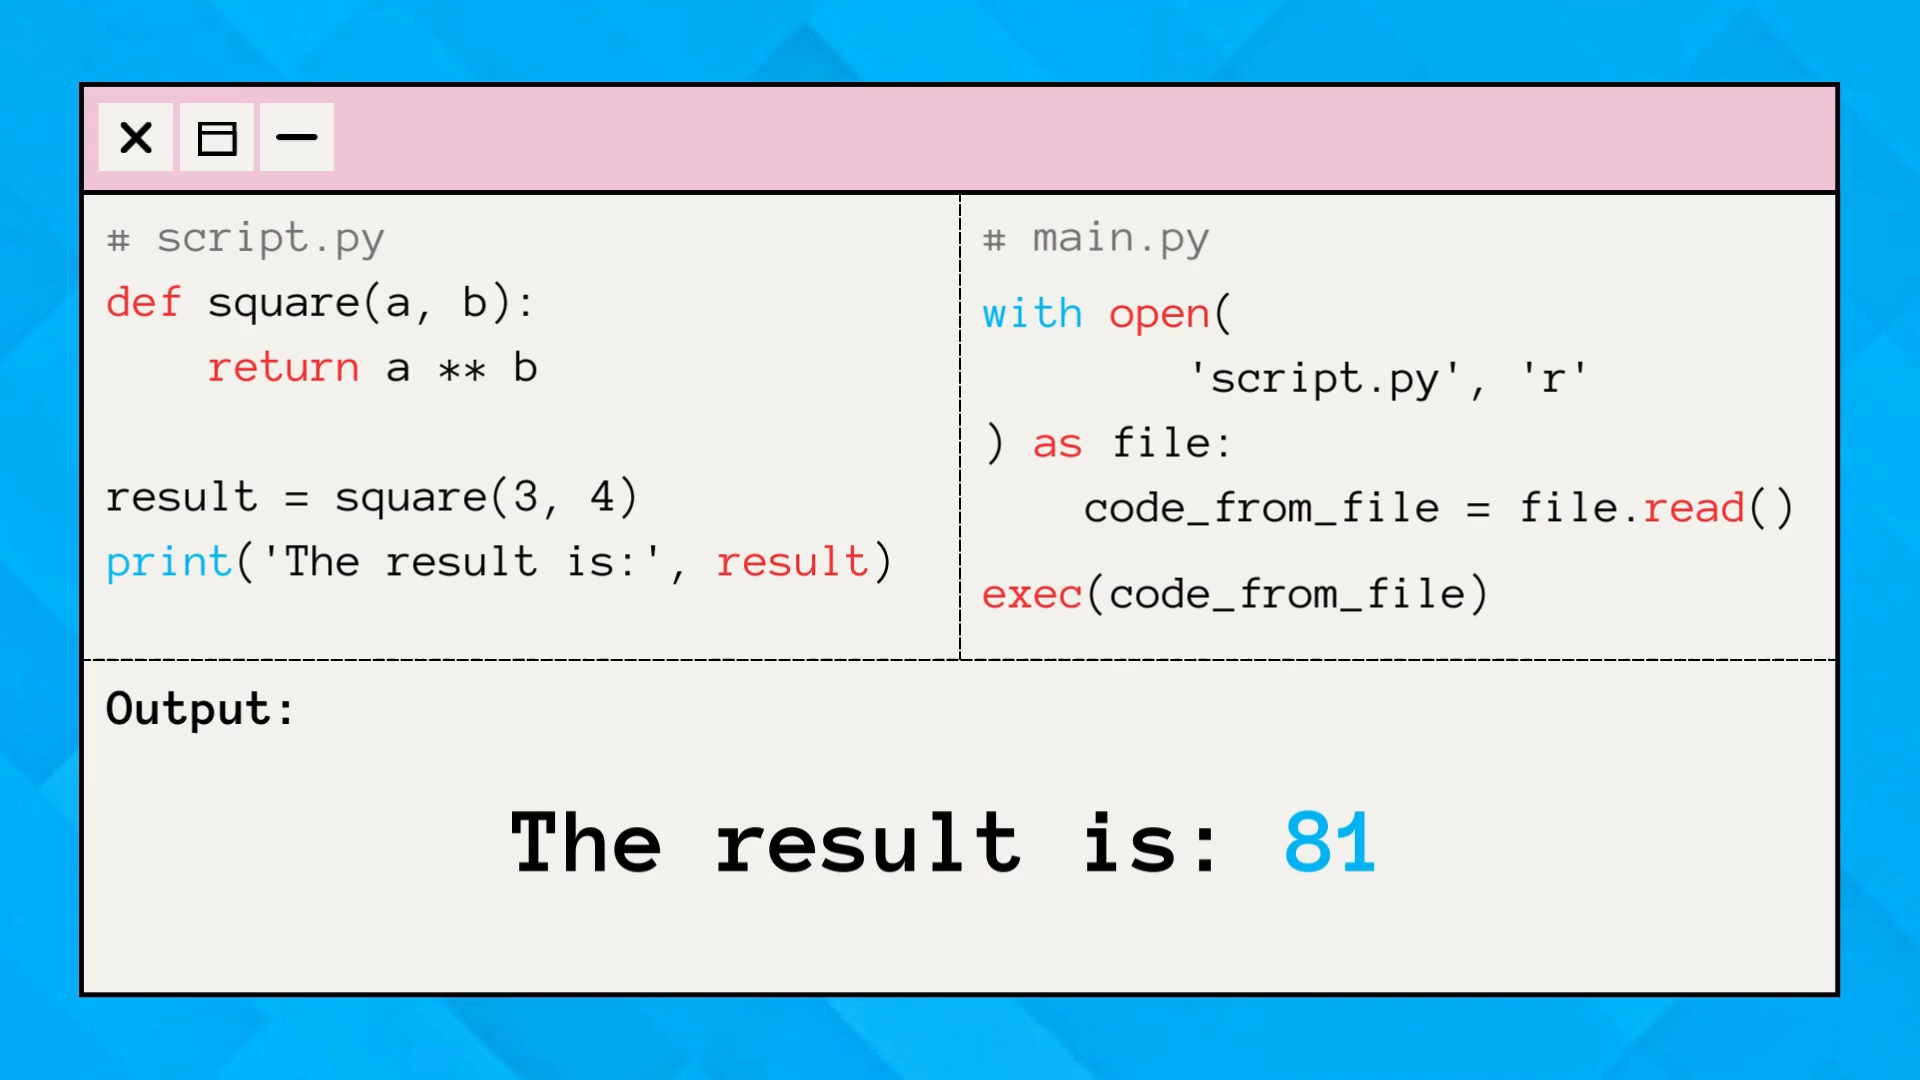 # script.py
def square(a, b):
    return a ** b

result = square(3, 4)
print('The result is:', result)
# main.py
with open(
        'script.py', 'r'
) as file:
    code_from_file = file.read()
exec(code_from_file)
Output:
The result is: 81